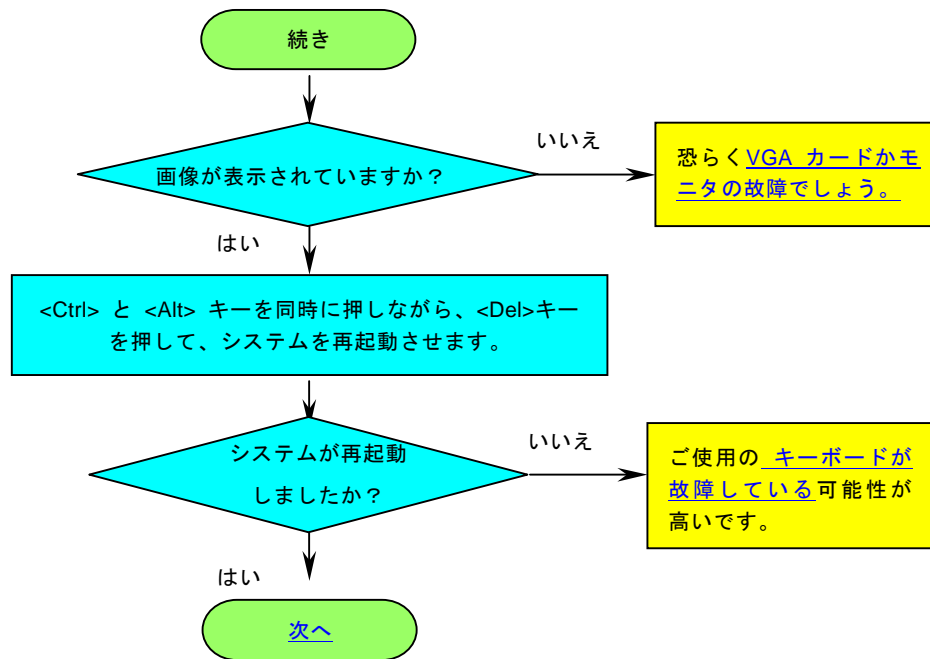 続き
画像が表示されていますか？
いいえ
恐らくVGA カードかモ
ニタの故障でしょう。
はい
<Ctrl> と <Alt> キーを同時に押しながら、<Del>キー
を押して、システムを再起動させます。
システムが再起動
しましたか？
いいえ
ご使用の キーボードが
故障している可能性が
高いです。
はい
次へ